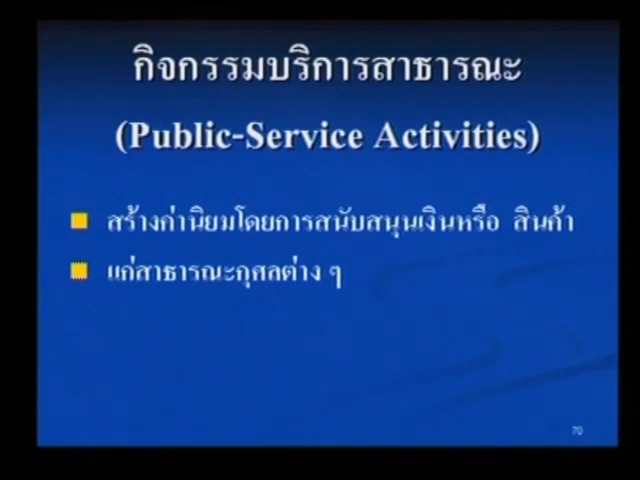 กิจกรรมบริการสาธารณะ
(Public-Service Activities)
สร้างค่านิยมโดยการสนับสนุนเงินหรือ สินค้า
แก่สาธารณะกุศลต่าง ๆ
70